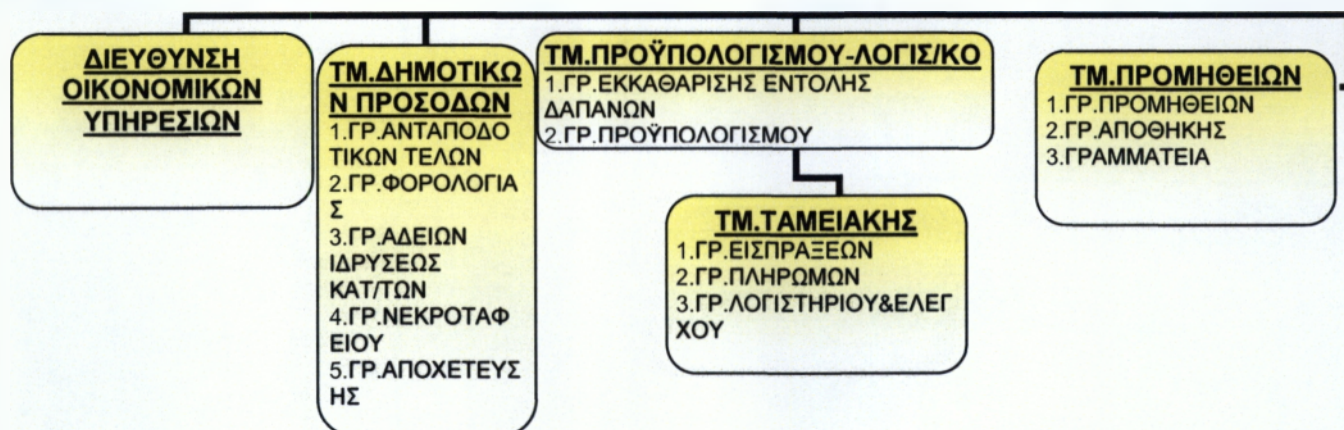 ΔΙΕΥΘΥΝΣΗ
ΟΙΚΟΝΟΜΙΚΩΝ
ΥΠΗΡΕΣΙΩΝ
ΤΜ.ΔΗΜΟΤΙΚΩ
Ν ΠΡΟΣΟΔΩΝ
1.ΓΡ.ΑΝΤΑΠΟΔΟ
ΤΙΚΩΝ ΤΕΛΩΝ
2.ΓΡ.ΦΟΡΟΛΟΓΙΑ
Σ
3.ΓΡ.ΑΔΕΙΩΝ
ΙΔΡΥΣΕΩΣ
ΚΑΤ/ΤΩΝ
4.ΓΡ.ΝΕΚΡΟΤΑΦ
ΕΙΟΥ
5.ΓΡ.ΑΠΟΧΕΤΕΥΣ
ΗΣ
ΤΜ.ΠΡΟΫΠΟΛΟΓΙΣΜΟΥ-ΛΟΓΙΣ/ΚΟ
1.ΓΡ.ΕΚΚΑΘΑΡΙΣΗΣ ΕΝΤΟΛΗΣ
ΔΑΠΑΝΩΝ
2.ΓΡ.ΠΡΟΫΠΟΛΟΓΙΣΜΟΥ
ΤΜ.ΤΑΜΕΙΑΚΗΣ
1.ΓΡ.ΕΙΣΠΡΑΞΕΩΝ
2.ΓΡ.ΠΛΗΡΩΜΩΝ
3.ΓΡ.ΛΟΓΙΣΤΗΡΙΟΥ&ΕΛΕΓ
ΧΟΥ
ΤΜ.ΠΡΟΜΗΘΕΙΩΝ
1.ΓΡ.ΠΡΟΜΗΘΕΙΩΝ
2.ΓΡ.ΑΠΟΘΗΚΗΣ
3.ΓΡΑΜΜΑΤΕΙΑ